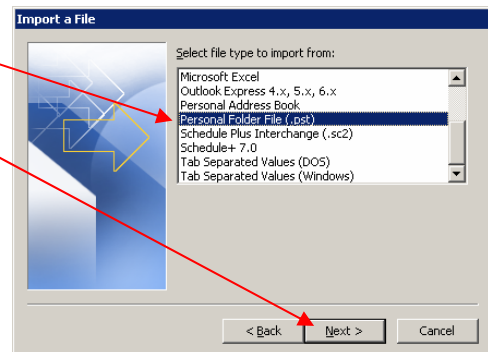 Import a File
Select file type to import from:
Microsoft Excel
Outlook Express 4.x, 5.x, 6.x
Personal Address Book
Personal Folder File (.pst)
Schedule Plus Interchange (.sc2)
Schedule+ 7.0
Tab Separated Values (DOS)
Tab Separated Values (Windows)
< Back
Next >
Cancel